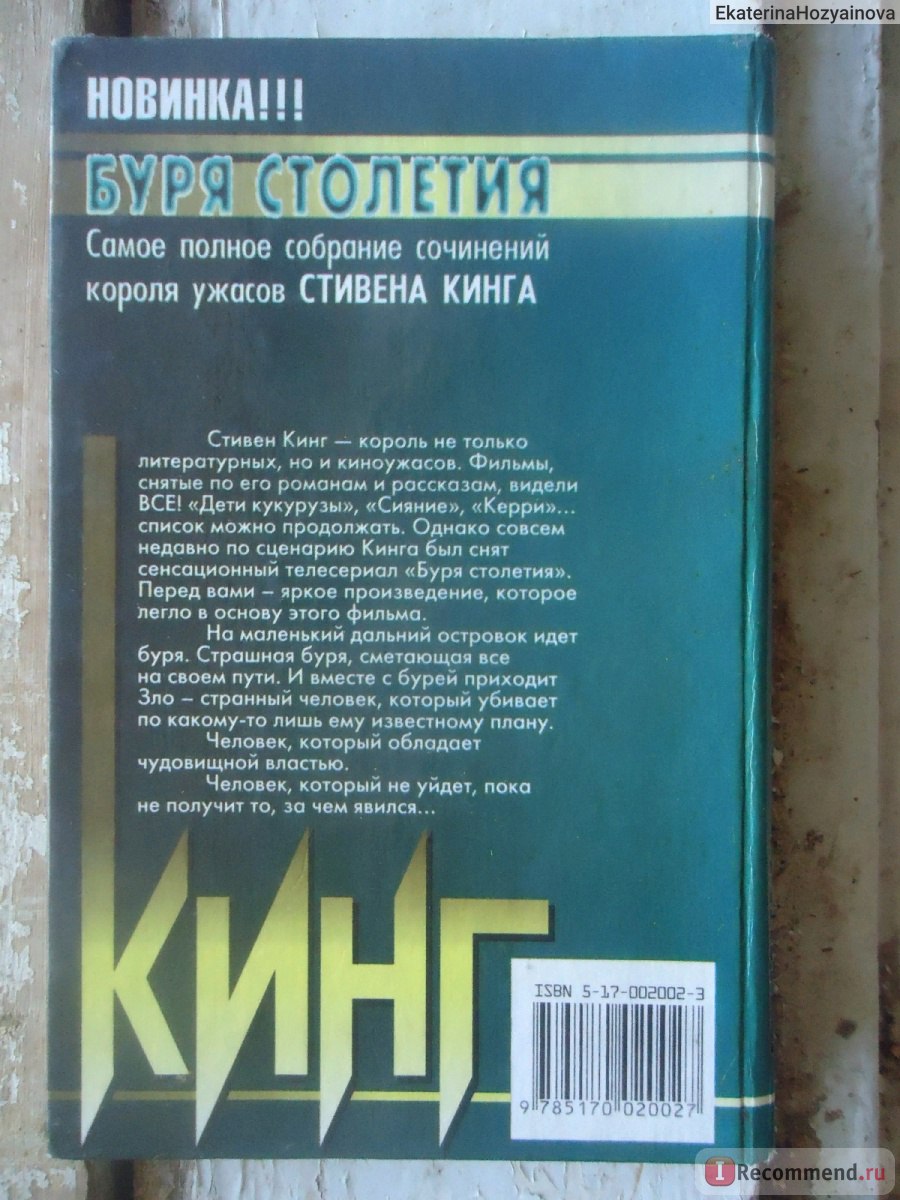 EkaterinaHozyainova
НОВИНКА!!!
БУРЯ СТОЛЕТИЯ
Самое полное собрание сочинений
короля ужасов СТИВЕНА КИНГА
Стивен Кинг — король не только
литературных, но и киноужасов. Фильмы,
снятые по его романам и рассказам, видели
ВСЕ! «Дети кукурузы», «Сияние», «Керри»...
список можно продолжать. Однако совсем
недавно по сценарию Кинга был снят
сенсационный телесериал «Буря столетия».
Перед вами – яркое произведение, которое
легло в основу этого фильма.
На маленький дальний островок идет
буря. Страшная буря, сметающая все
на своем пути. И вместе с бурей приходит
Зло – странный человек, который убивает
по какому-то лишь ему известному плану.
Человек, который обладает
чудовищной властью.
Человек, который не уйдет, пока
не получит то, за чем явился...
КИНГ
ISBN 5-17-002002-3
9 785170 020027
IRecommend.ru